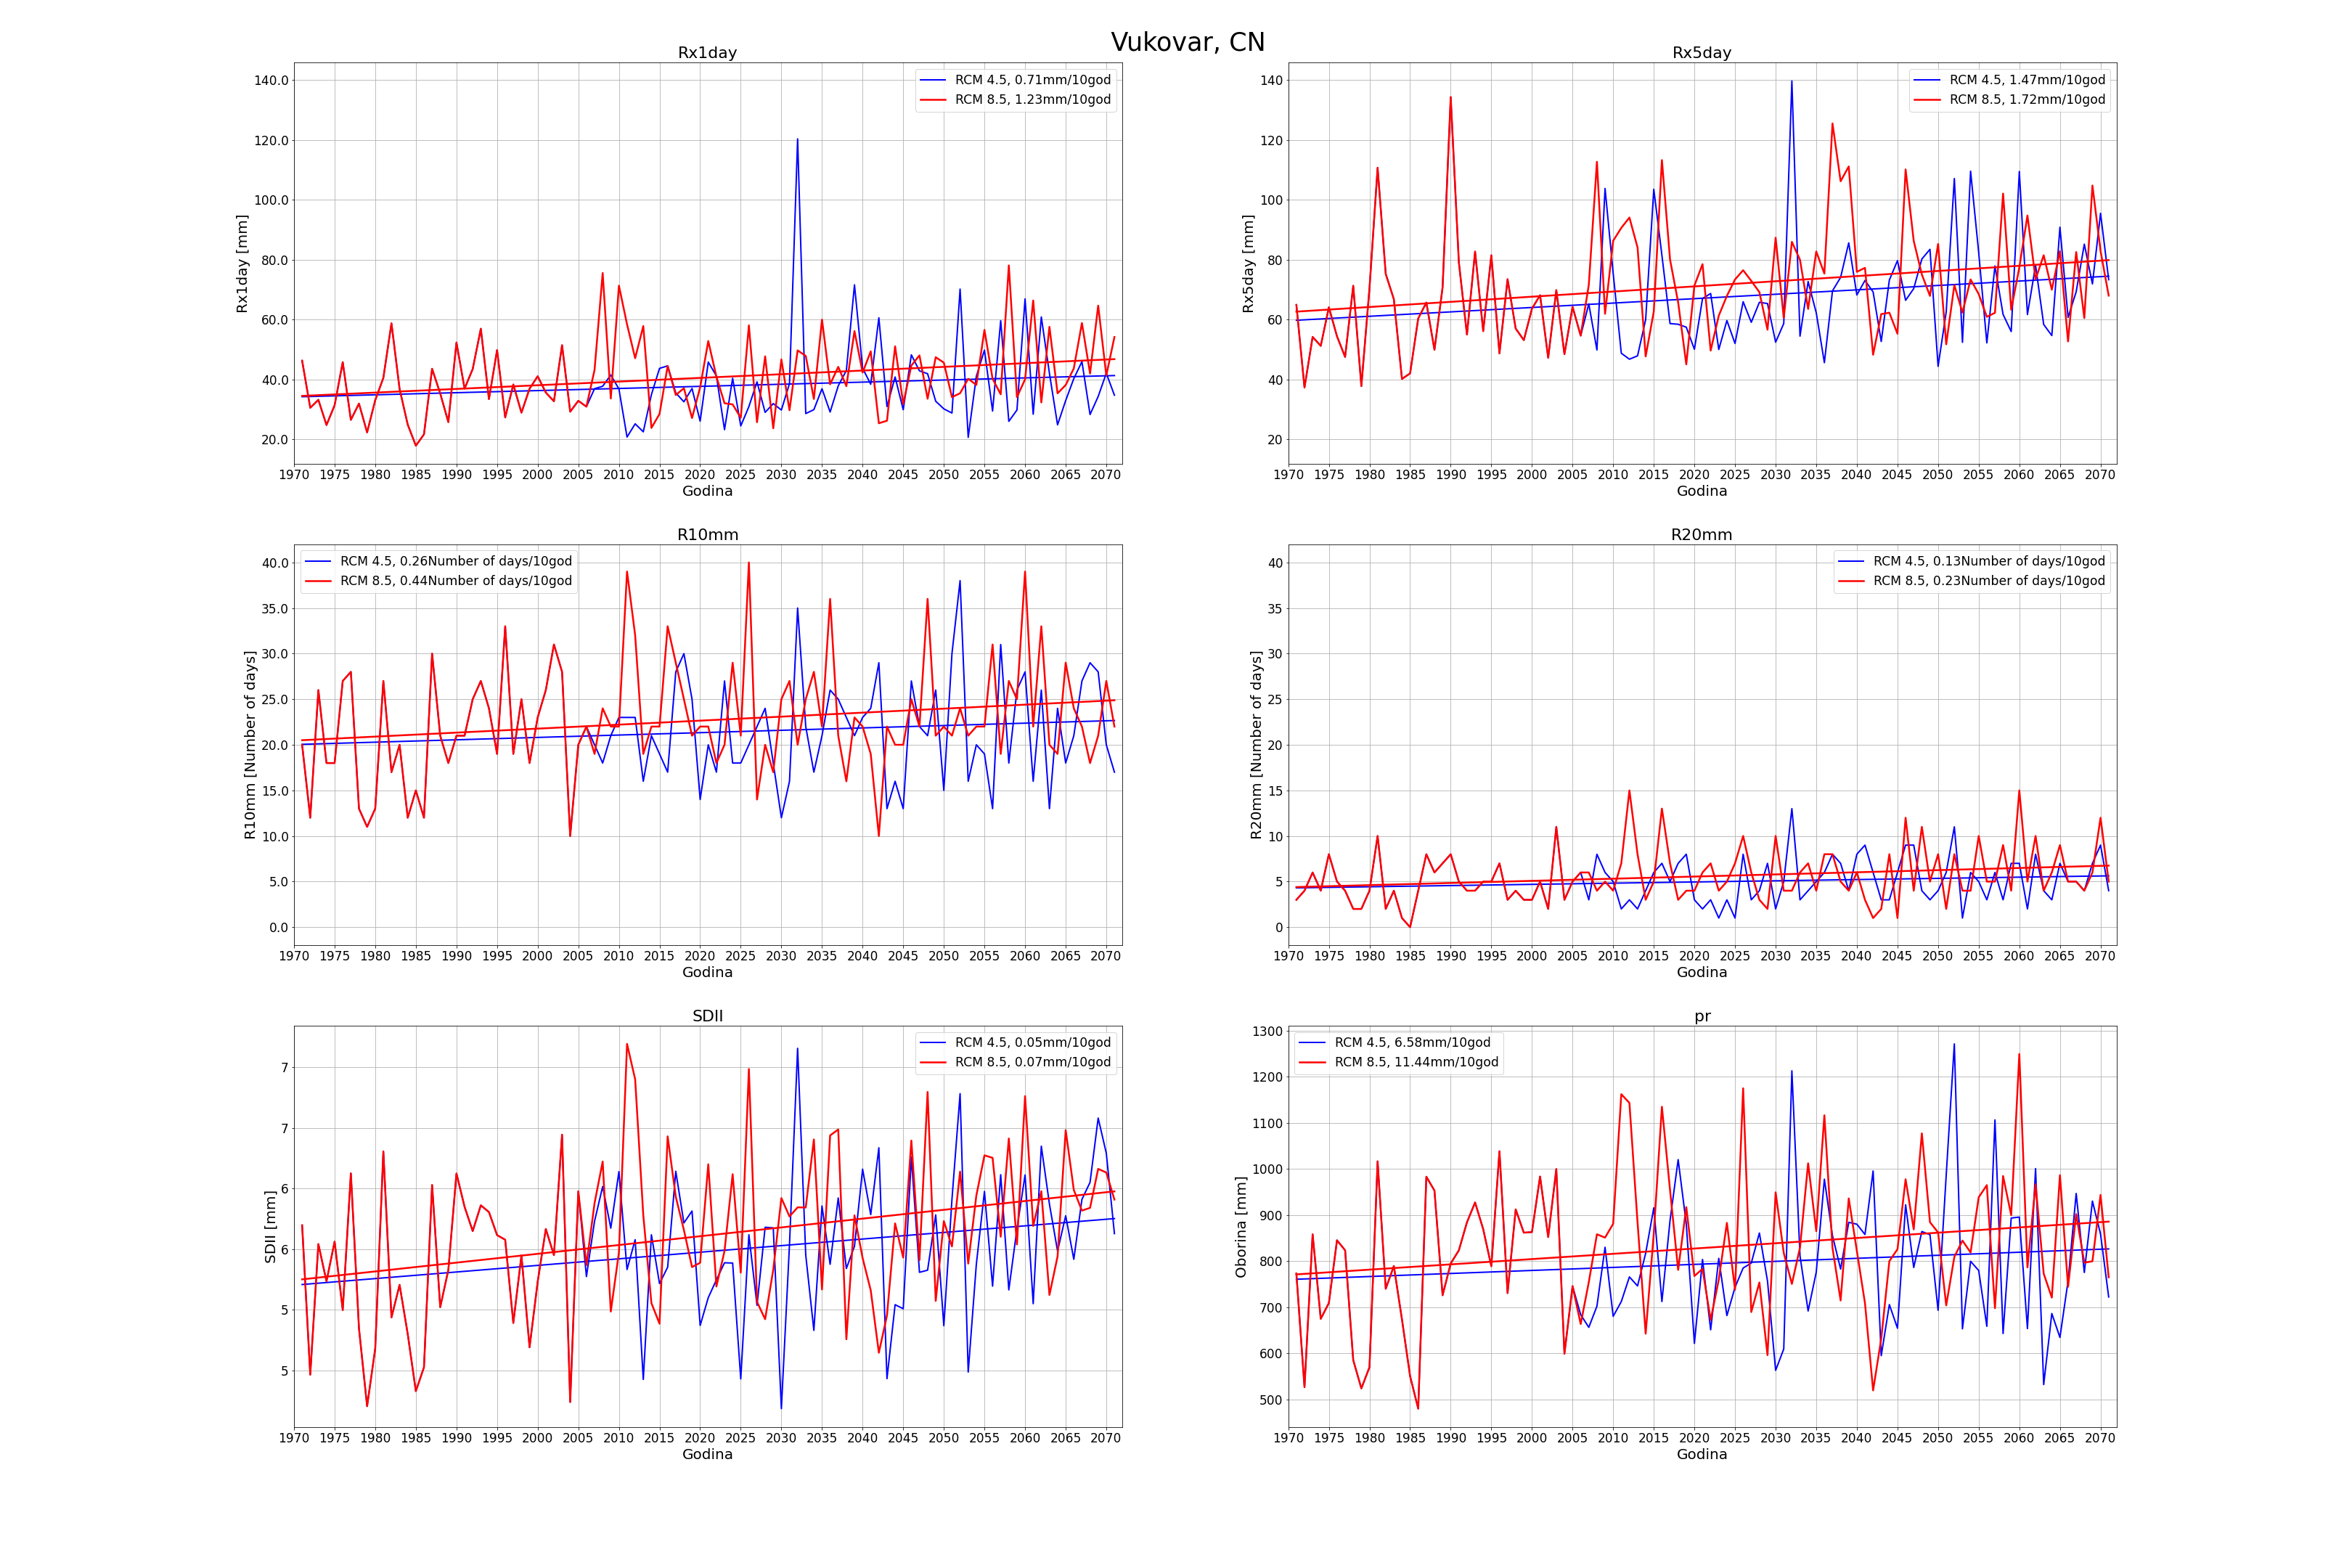 Vukovar, CN
Rx1day
RCM 4.5, 0.71mm/10god
RCM 8.5, 1.23mm/10god
Rx1day [mm]
140.0
120.0
100.0
80.0
60.0
40.0
20.0
1970 1975 1980 1985 1990 1995 2000 2005 2010 2015 2020 2025 2030 2035 2040 2045 2050 2055 2060 2065 2070
Godina
Rx5day
RCM 4.5, 1.47mm/10god
RCM 8.5, 1.72mm/10god
Rx5day [mm]
140
120
100
80
60
40
20
1970 1975 1980 1985 1990 1995 2000 2005 2010 2015 2020 2025 2030 2035 2040 2045 2050 2055 2060 2065 2070
Godina
R10mm
RCM 4.5, 0.26Number of days/10god
RCM 8.5, 0.44Number of days/10god
R10mm [Number of days]
40.0
35.0
30.0
25.0
20.0
15.0
10.0
5.0
0.0
1970 1975 1980 1985 1990 1995 2000 2005 2010 2015 2020 2025 2030 2035 2040 2045 2050 2055 2060 2065 2070
Godina
R20mm
RCM 4.5, 0.13Number of days/10god
RCM 8.5, 0.23Number of days/10god
R20mm [Number of days]
40
35
30
25
20
15
10
5
0
1970 1975 1980 1985 1990 1995 2000 2005 2010 2015 2020 2025 2030 2035 2040 2045 2050 2055 2060 2065 2070
Godina
SDII
RCM 4.5, 0.05mm/10god
RCM 8.5, 0.07mm/10god
SDII [mm]
7
7
6
6
5
5
1970 1975 1980 1985 1990 1995 2000 2005 2010 2015 2020 2025 2030 2035 2040 2045 2050 2055 2060 2065 2070
Godina
pr
RCM 4.5, 6.58mm/10god
RCM 8.5, 11.44mm/10god
Oborina [mm]
1300
1200
1100
1000
900
800
700
600
500
1970 1975 1980 1985 1990 1995 2000 2005 2010 2015 2020 2025 2030 2035 2040 2045 2050 2055 2060 2065 2070
Godina